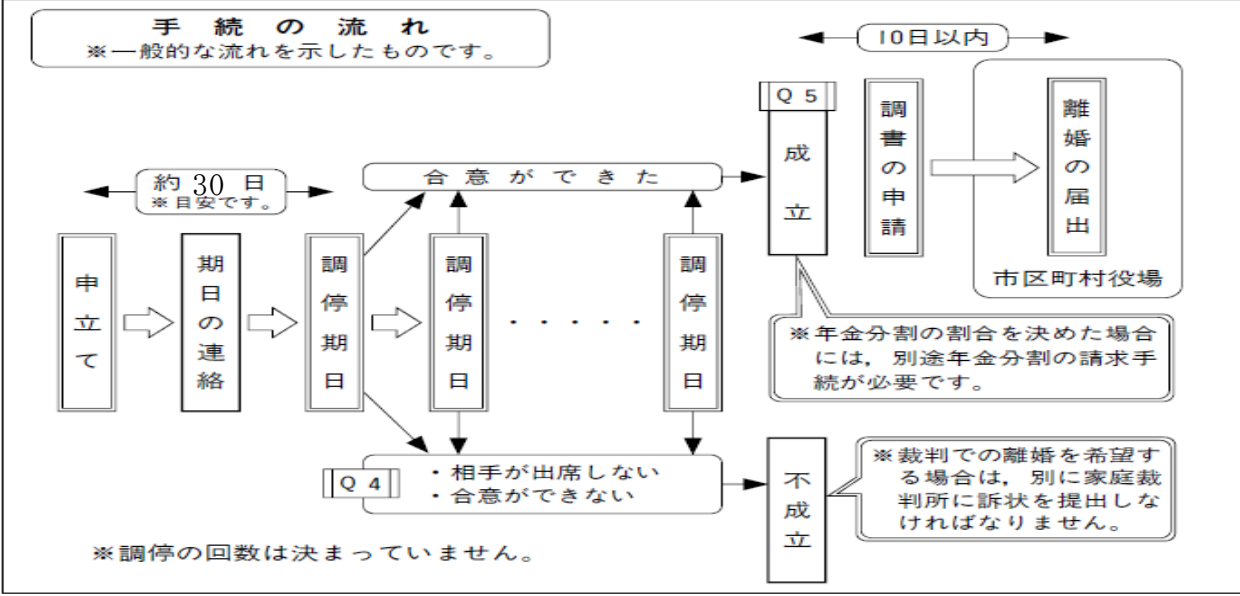 手続の流れ
※一般的な流れを示したものです。
10日以内
Q5
成立
調書の申請
離婚の届出
市区町村役場
約30日
※目安です。
合意ができた
申立て
期日の連絡
調停期日
調停期日
・・・・・
調停期日
※年金分割の割合を決めた場合
には，別途年金分割の請求手
続が必要です。
Q4
・相手が出席しない
・合意ができない
不成立
※裁判での離婚を希望す
る場合は，別に家庭裁
判所に訴状を提出しな
ければなりません。
※調停の回数は決まっていません。